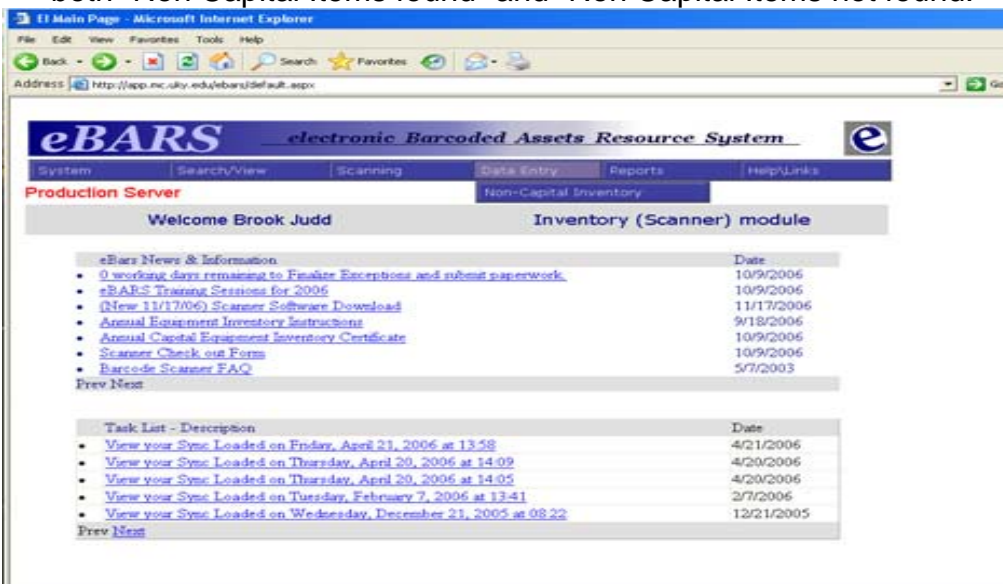 both "Non Capital items found" and "Non Capital items not found.
EI Main Page - Microsoft Internet Explorer
File Edit View Favorites Tools Help
Back Search Favorites
Address http://app.mc.uky.edu/ebars/default.aspx Go
eBARS electronic Barcoded Assets Resource System e
System Search/View Scanning Data Entry Reports Help\Links
Production Server Non-Capital Inventory
Welcome Brook Judd Inventory (Scanner) module
eBars News & Information Date
0 working days remaining to Finalize Exceptions and submit paperwork. 10/9/2006
eBARS Training Sessions for 2006 10/9/2006
(New 11/17/06) Scanner Software Download 11/17/2006
Annual Equipment Inventory Instructions 9/18/2006
Annual Capital Equipment Inventory Certificate 10/9/2006
Scanner Check out Form 10/9/2006
Barcode Scanner FAQ 5/7/2003
Prev Next
Task List - Description Date
View your Sync Loaded on Friday, April 21, 2006 at 13:58 4/21/2006
View your Sync Loaded on Thursday, April 20, 2006 at 14:09 4/20/2006
View your Sync Loaded on Thursday, April 20, 2006 at 14:05 4/20/2006
View your Sync Loaded on Tuesday, February 7, 2006 at 13:41 2/7/2006
View your Sync Loaded on Wednesday, December 21, 2005 at 08:22 12/21/2005
Prev Next